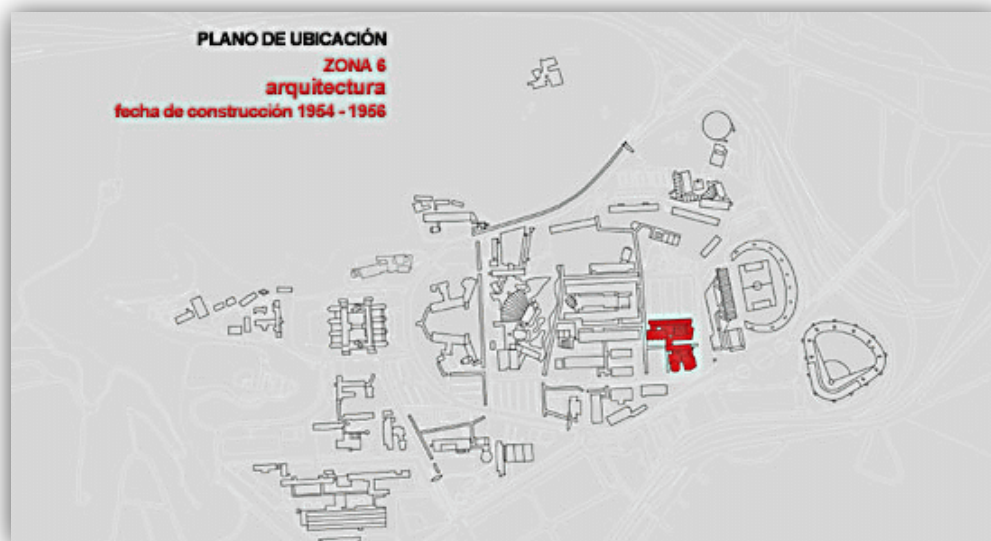 PLANO DE UBICACIÓN
ZONA 6
arquitectura
fecha de construcción 1954 - 1956